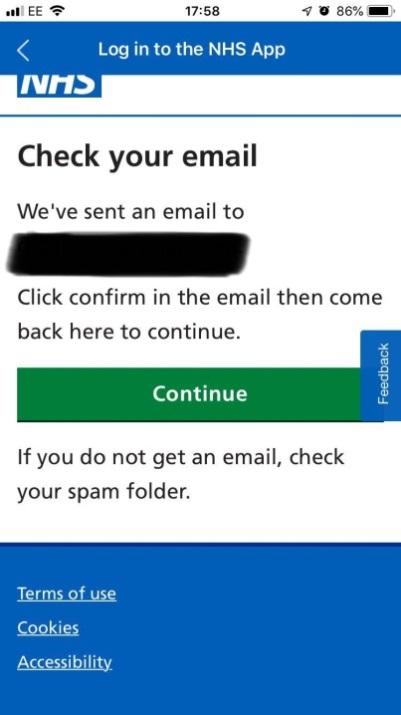 EE 17:58 86%
Log in to the NHS App
NHS
Check your email
We've sent an email to
Click confirm in the email then come
back here to continue.
Feedback
Continue
If you do not get an email, check
your spam folder.
Terms of use
Cookies
Accessibility